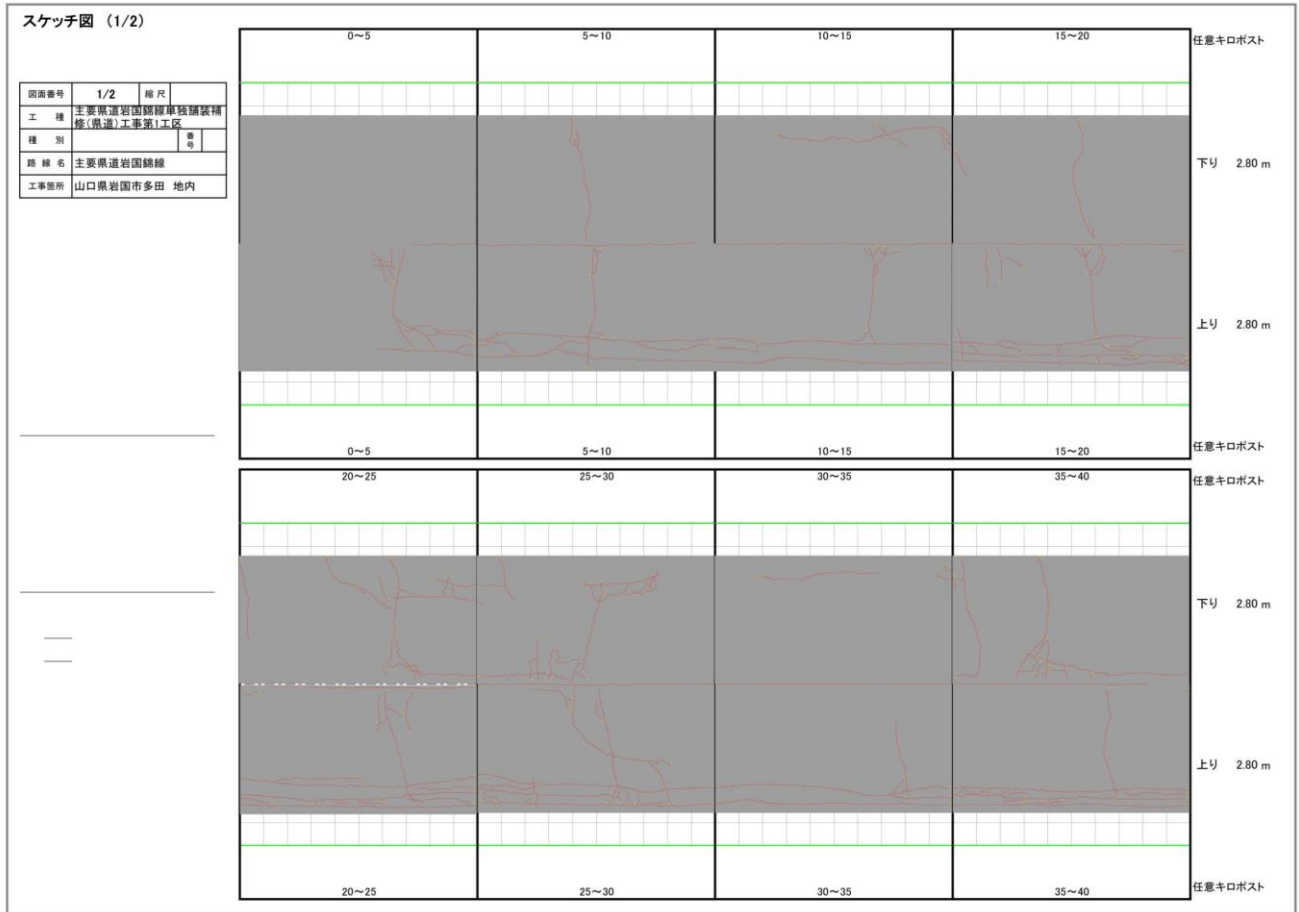 スケッチ図 (1/2)
図面番号 1/2 縮尺
工種 主要県道岩国錦線単独舗装補
修(県道)工事第1工区
種別 番号
路線名 主要県道岩国錦線
工事箇所 山口県岩国市多田 地内
0~5 5~10 10~15 15~20 任意キロポスト
下り 2.80 m
上り 2.80 m
0~5 5~10 10~15 15~20 任意キロポスト
20~25 25~30 30~35 35~40 任意キロポスト
下り 2.80 m
上り 2.80 m
20~25 25~30 30~35 35~40 任意キロポスト